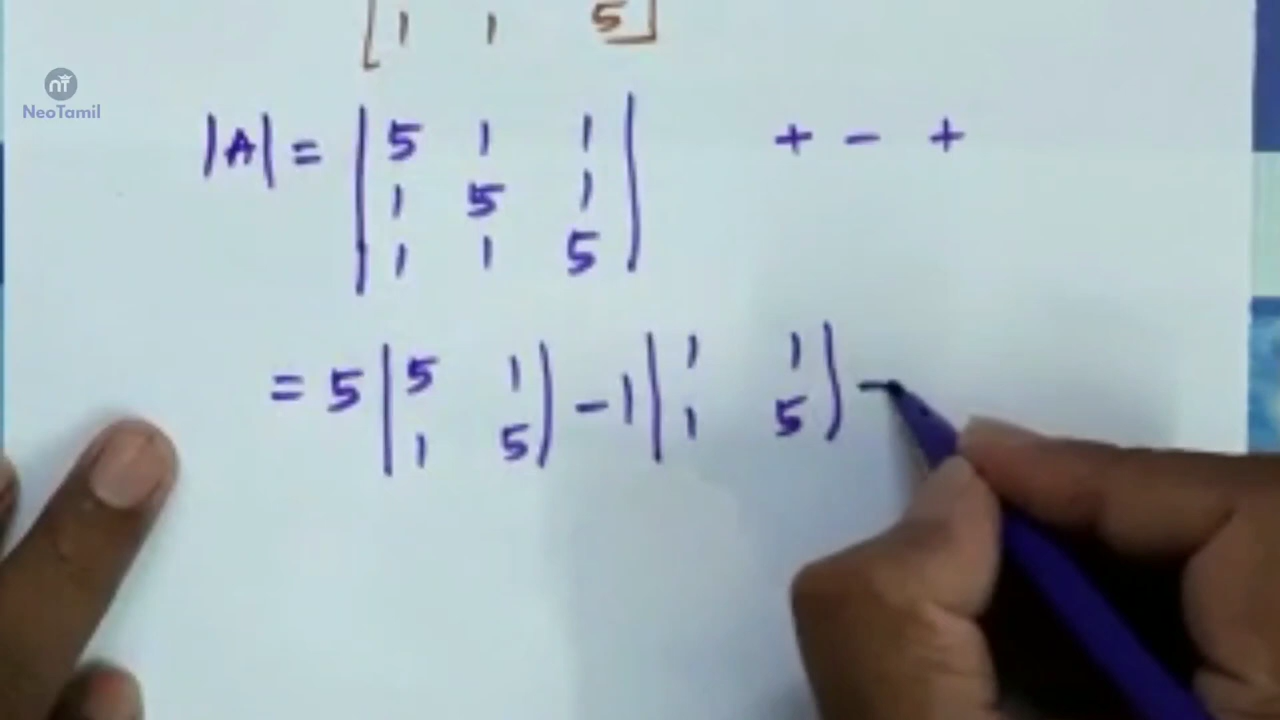 1 1 5
NeoTamil
|A| = | 5 1 1 | + - +
1 5 1
1 1 5
= 5 | 5 1 | - 1 | 1 1 | -
1 5 1 5